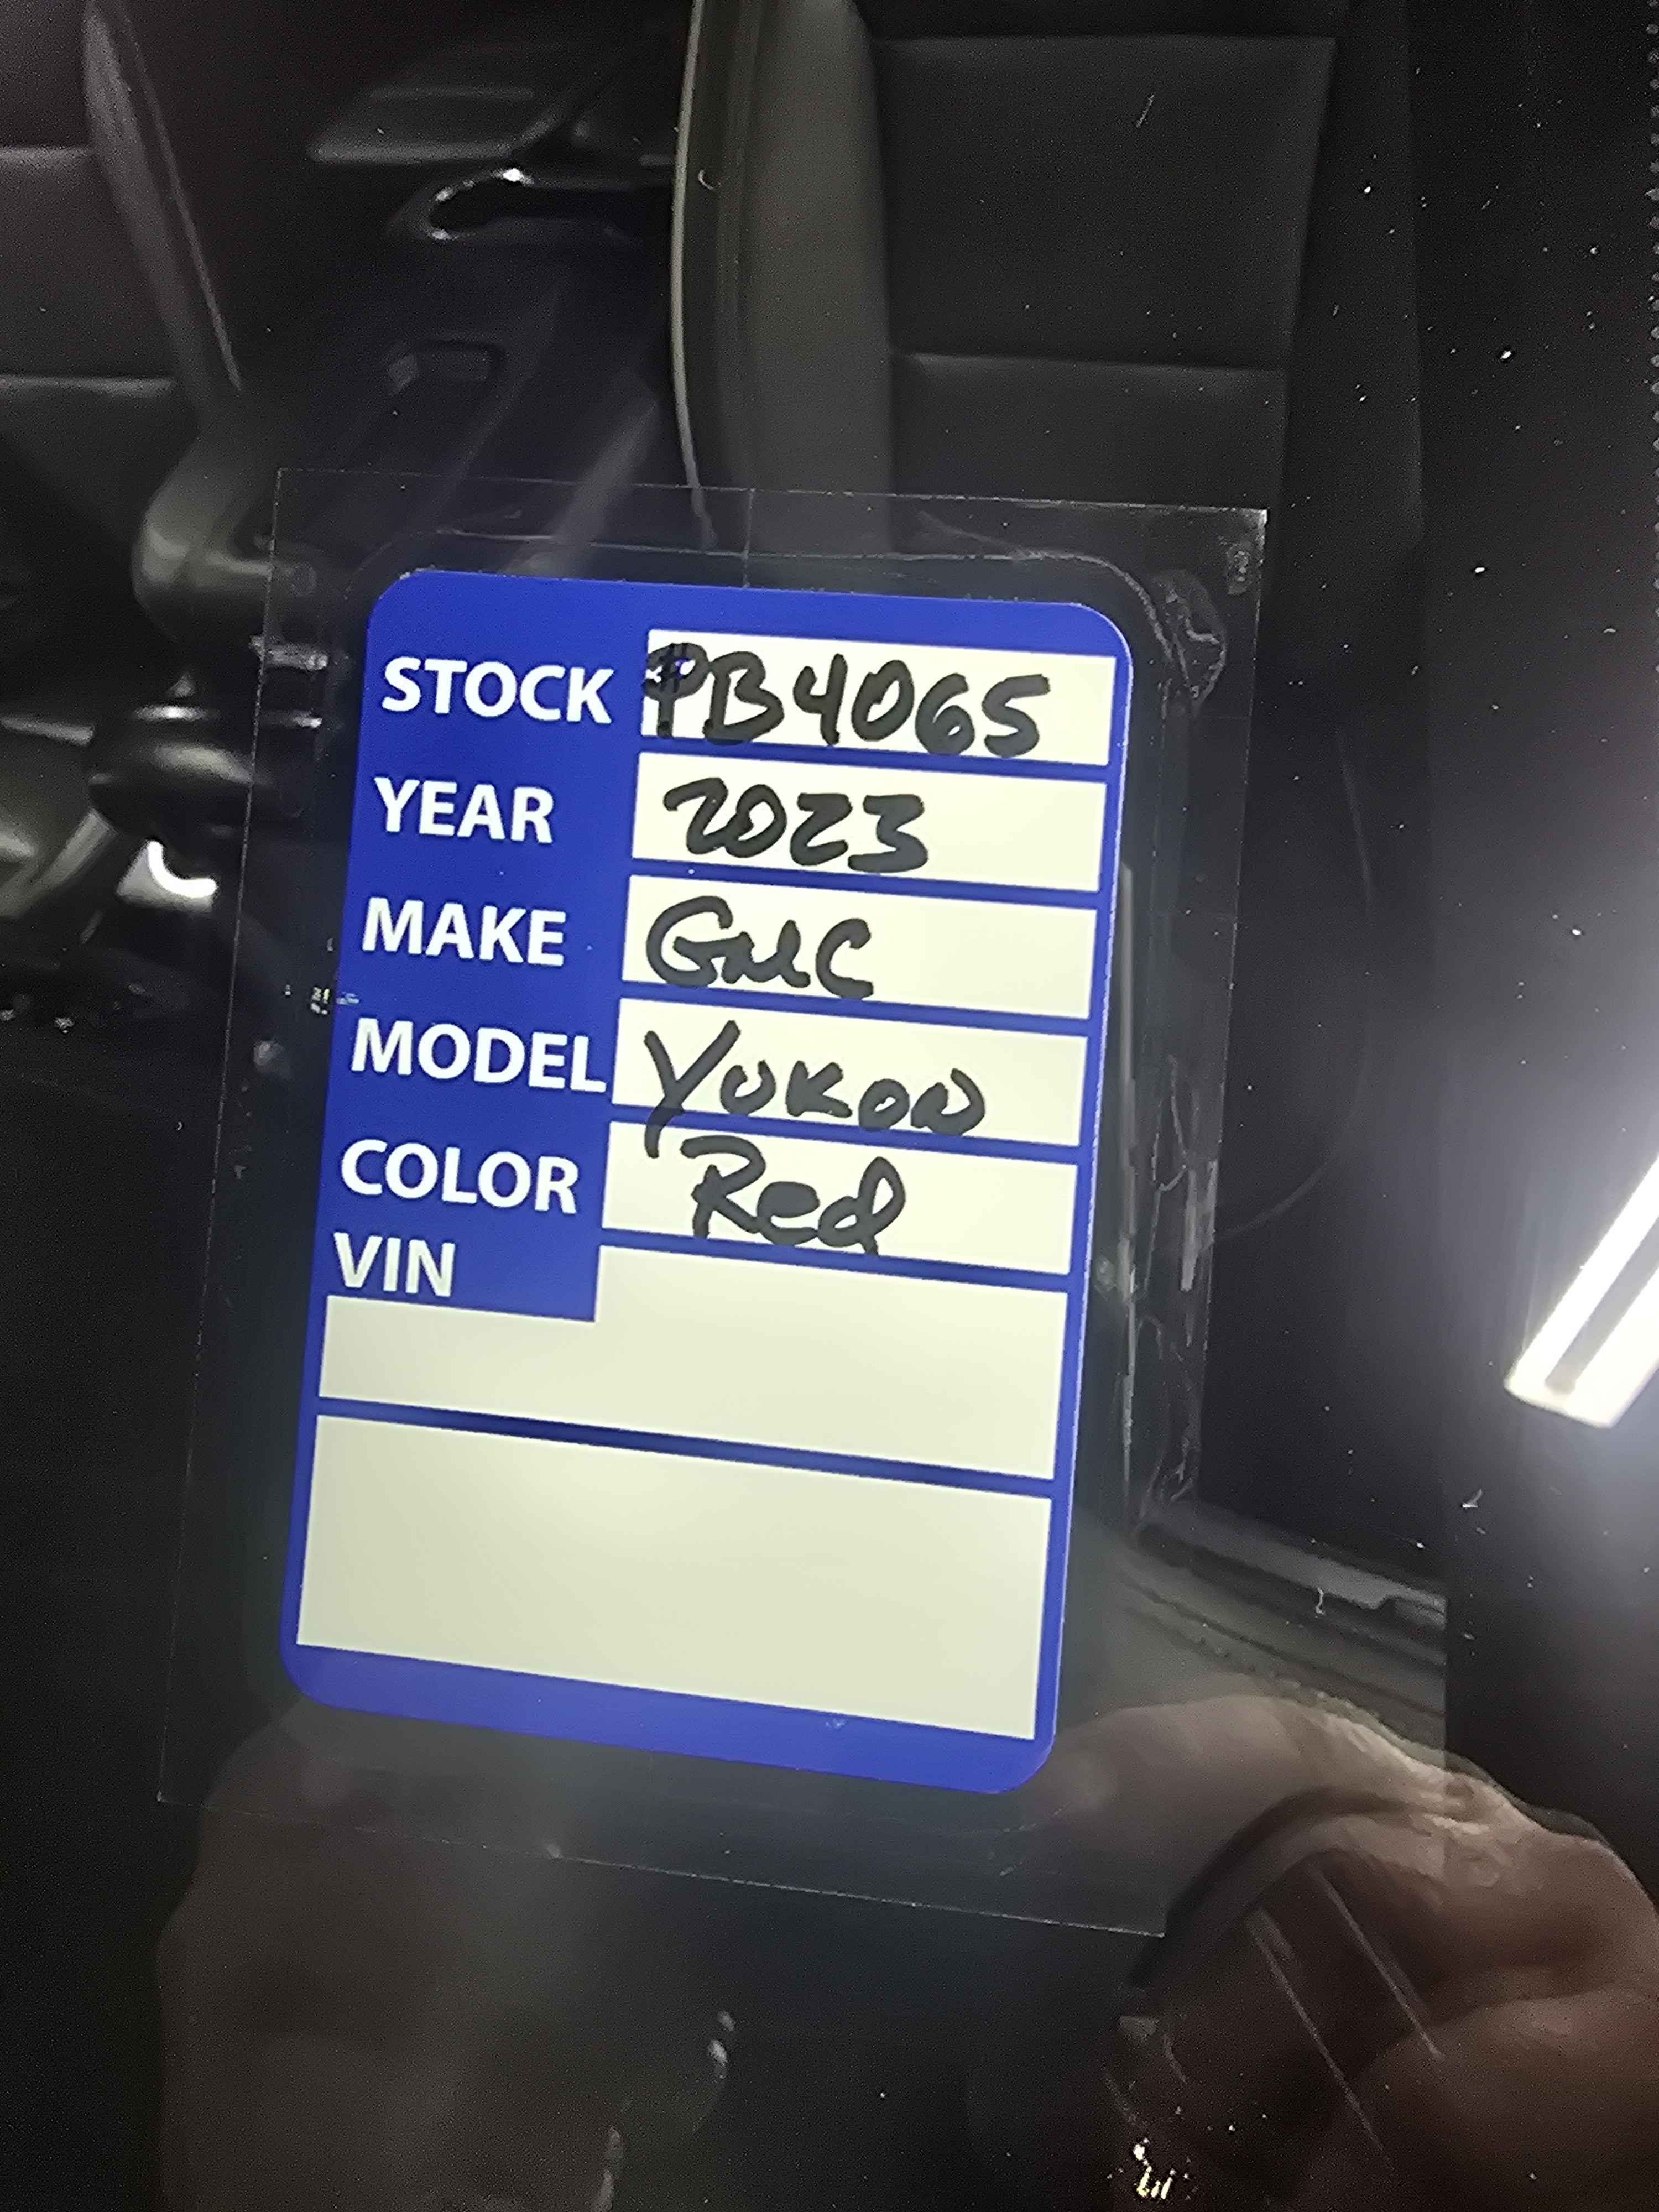 STOCK #PB4065
YEAR 2023
MAKE GMC
MODEL YUKON
COLOR Red
VIN